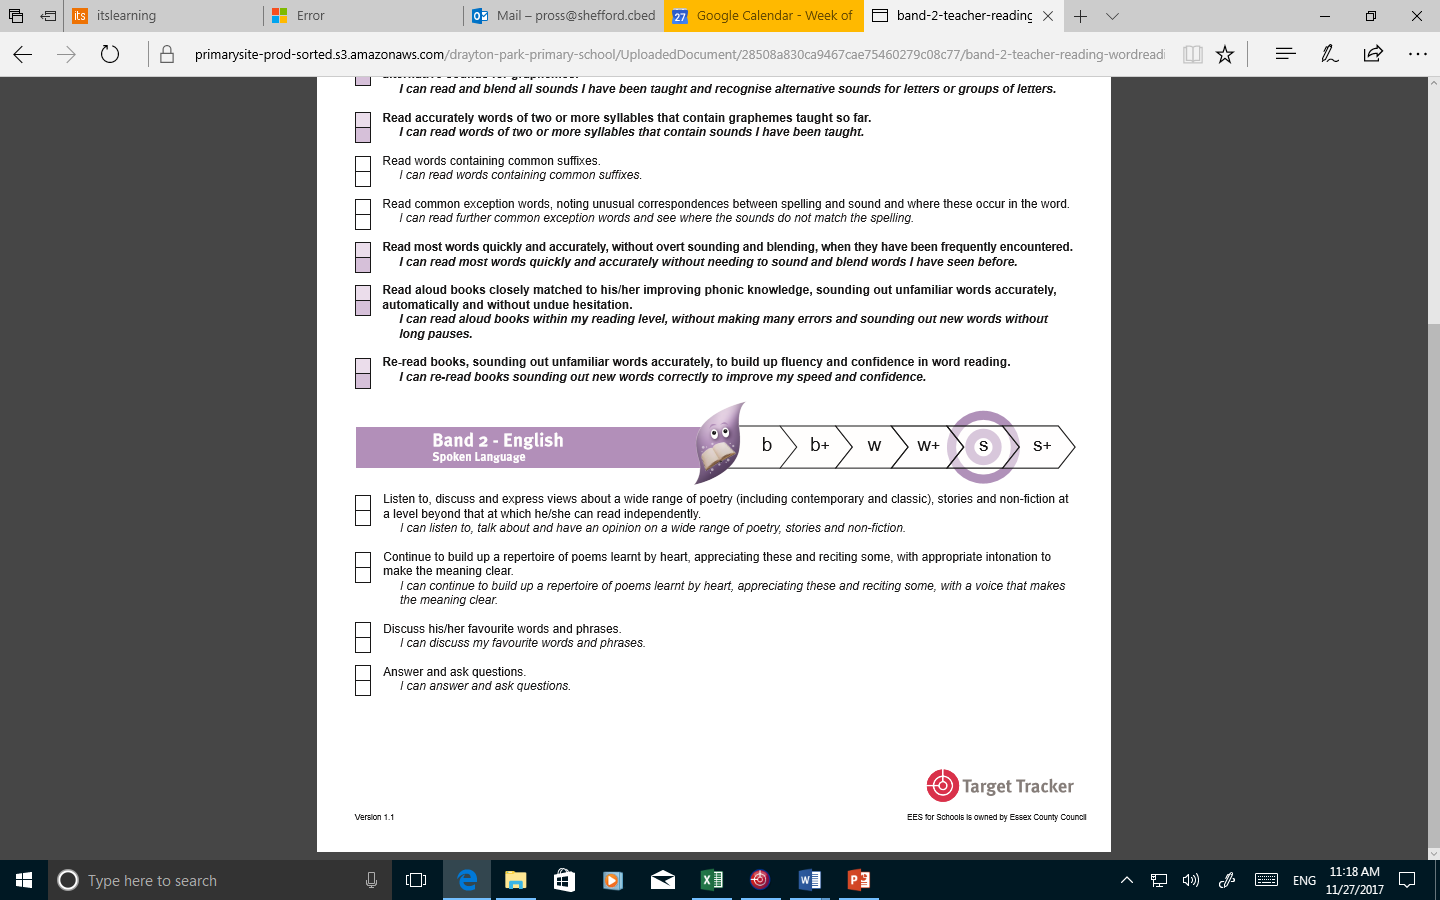 its itslearning
Error
Mail – pross@shefford.cbed
27 Google Calendar - Week of
band-2-teacher-reading
primarysite-prod-sorted.s3.amazonaws.com/drayton-park-primary-school/UploadedDocument/28508a830ca9467cae75460279c08c77/band-2-teacher-reading-wordreadi
alternative sounds for graphemes.
I can read and blend all sounds I have been taught and recognise alternative sounds for letters or groups of letters.
Read accurately words of two or more syllables that contain graphemes taught so far.
I can read words of two or more syllables that contain sounds I have been taught.
Read words containing common suffixes.
I can read words containing common suffixes.
Read common exception words, noting unusual correspondences between spelling and sound and where these occur in the word.
I can read further common exception words and see where the sounds do not match the spelling.
Read most words quickly and accurately, without overt sounding and blending, when they have been frequently encountered.
I can read most words quickly and accurately without needing to sound and blend words I have seen before.
Read aloud books closely matched to his/her improving phonic knowledge, sounding out unfamiliar words accurately,
automatically and without undue hesitation.
I can read aloud books within my reading level, without making many errors and sounding out new words without
long pauses.
Re-read books, sounding out unfamiliar words accurately, to build up fluency and confidence in word reading.
I can re-read books sounding out new words correctly to improve my speed and confidence.
Band 2 - English
Spoken Language
b b+ w w+ s s+
Listen to, discuss and express views about a wide range of poetry (including contemporary and classic), stories and non-fiction at
a level beyond that at which he/she can read independently.
I can listen to, talk about and have an opinion on a wide range of poetry, stories and non-fiction.
Continue to build up a repertoire of poems learnt by heart, appreciating these and reciting some, with appropriate intonation to
make the meaning clear.
I can continue to build up a repertoire of poems learnt by heart, appreciating these and reciting some, with a voice that makes
the meaning clear.
Discuss his/her favourite words and phrases.
I can discuss my favourite words and phrases.
Answer and ask questions.
I can answer and ask questions.
Target Tracker
Version 1.1
EES for Schools is owned by Essex County Council
Type here to search
ENG
11:18 AM
11/27/2017